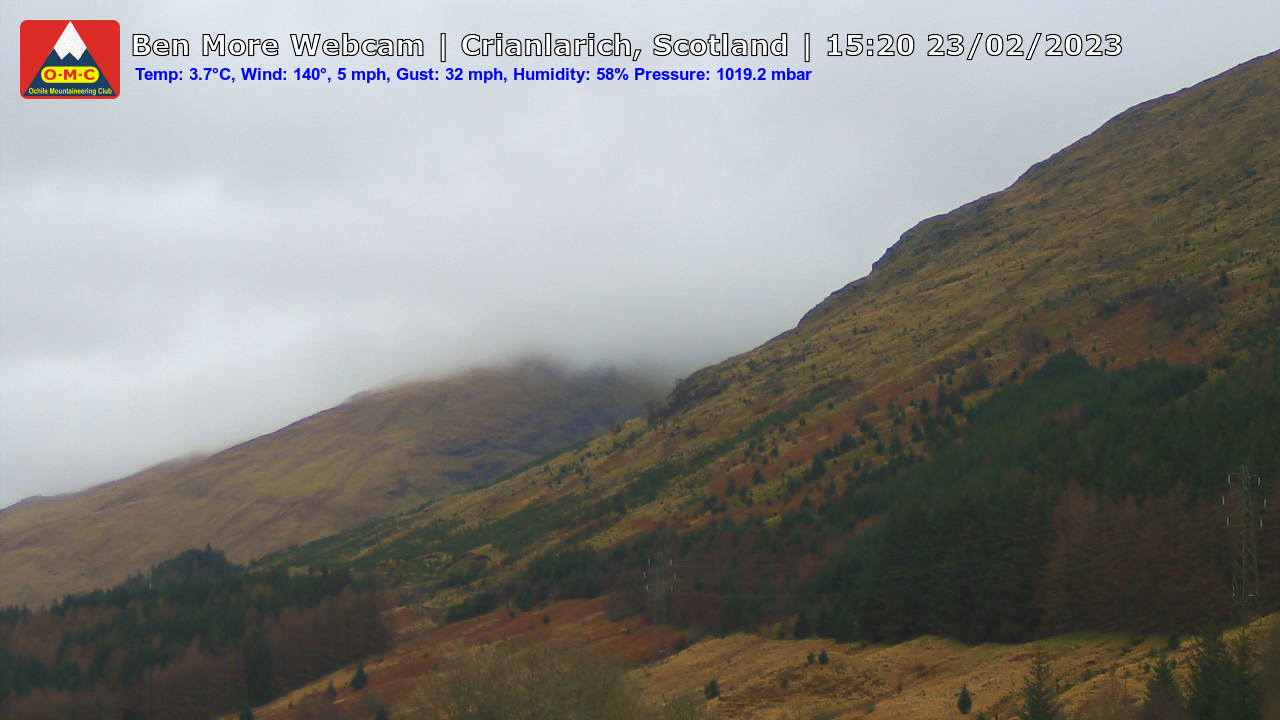 Ben More Webcam | Crianlarich, Scotland | 15:20 23/02/2023
Temp: 3.7°C, Wind: 140°, 5 mph, Gust: 32 mph, Humidity: 58% Pressure: 1019.2 mbar
O-M-C
Ochils Mountaineering Club